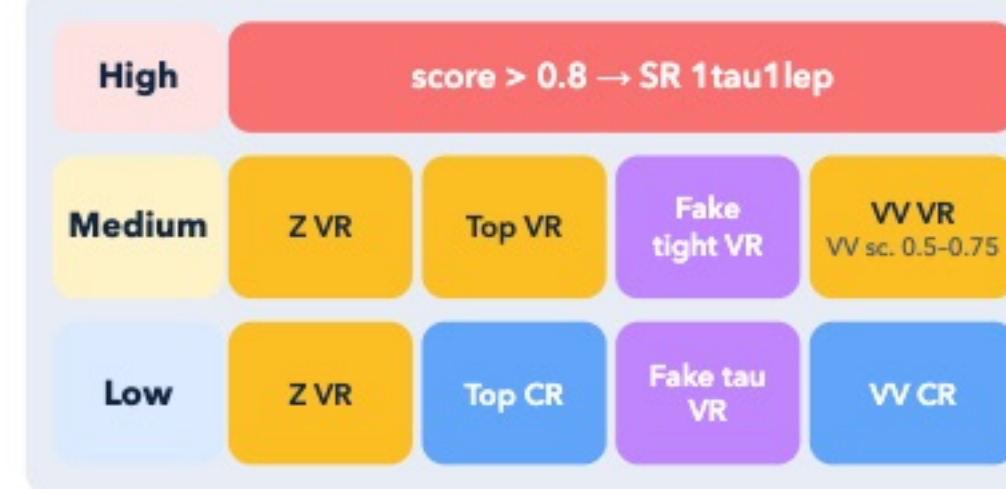 High
score > 0.8 → SR 1tau1lep
Medium
Z VR
Top VR
Fake
tight VR
VV VR
VV sc. 0.5–0.75
Low
Z VR
Top CR
Fake tau
VR
VV CR